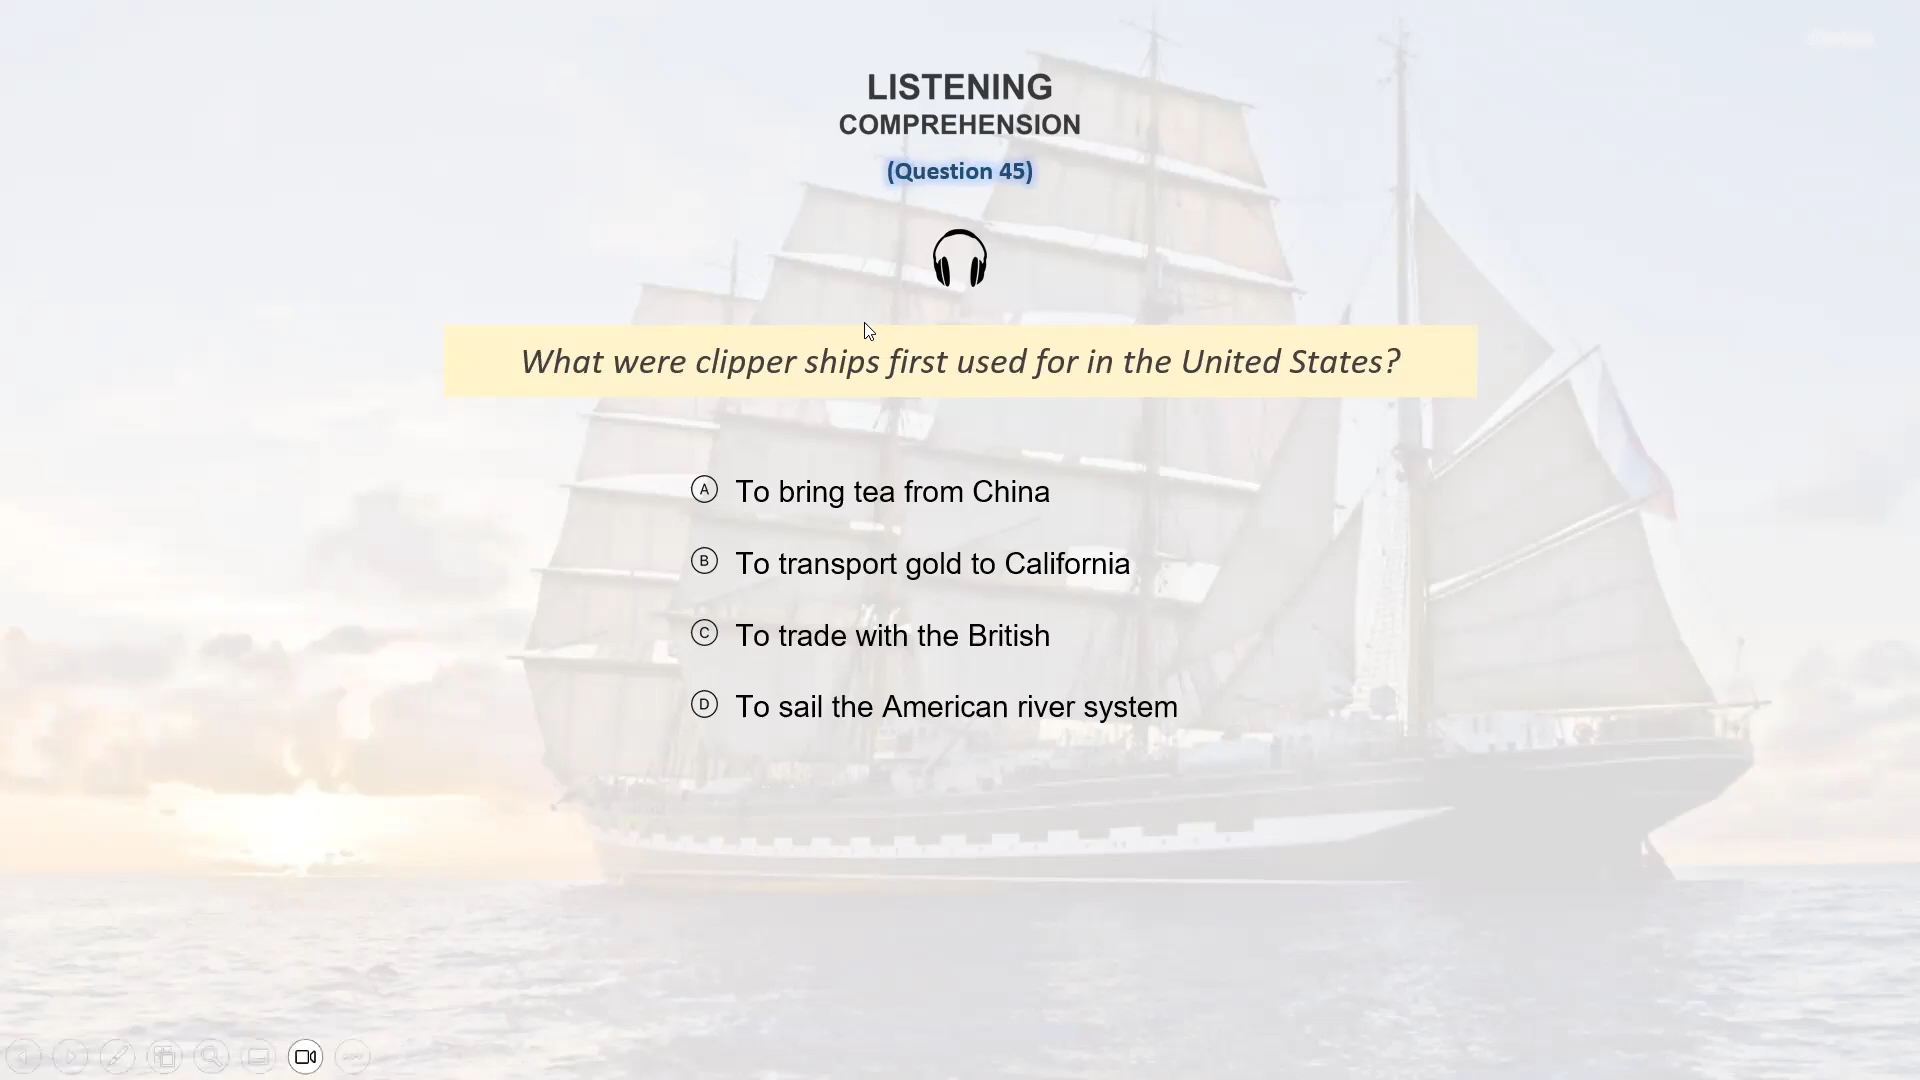 LISTENING
COMPREHENSION
(Question 45)
What were clipper ships first used for in the United States?
A To bring tea from China
B To transport gold to California
C To trade with the British
D To sail the American river system